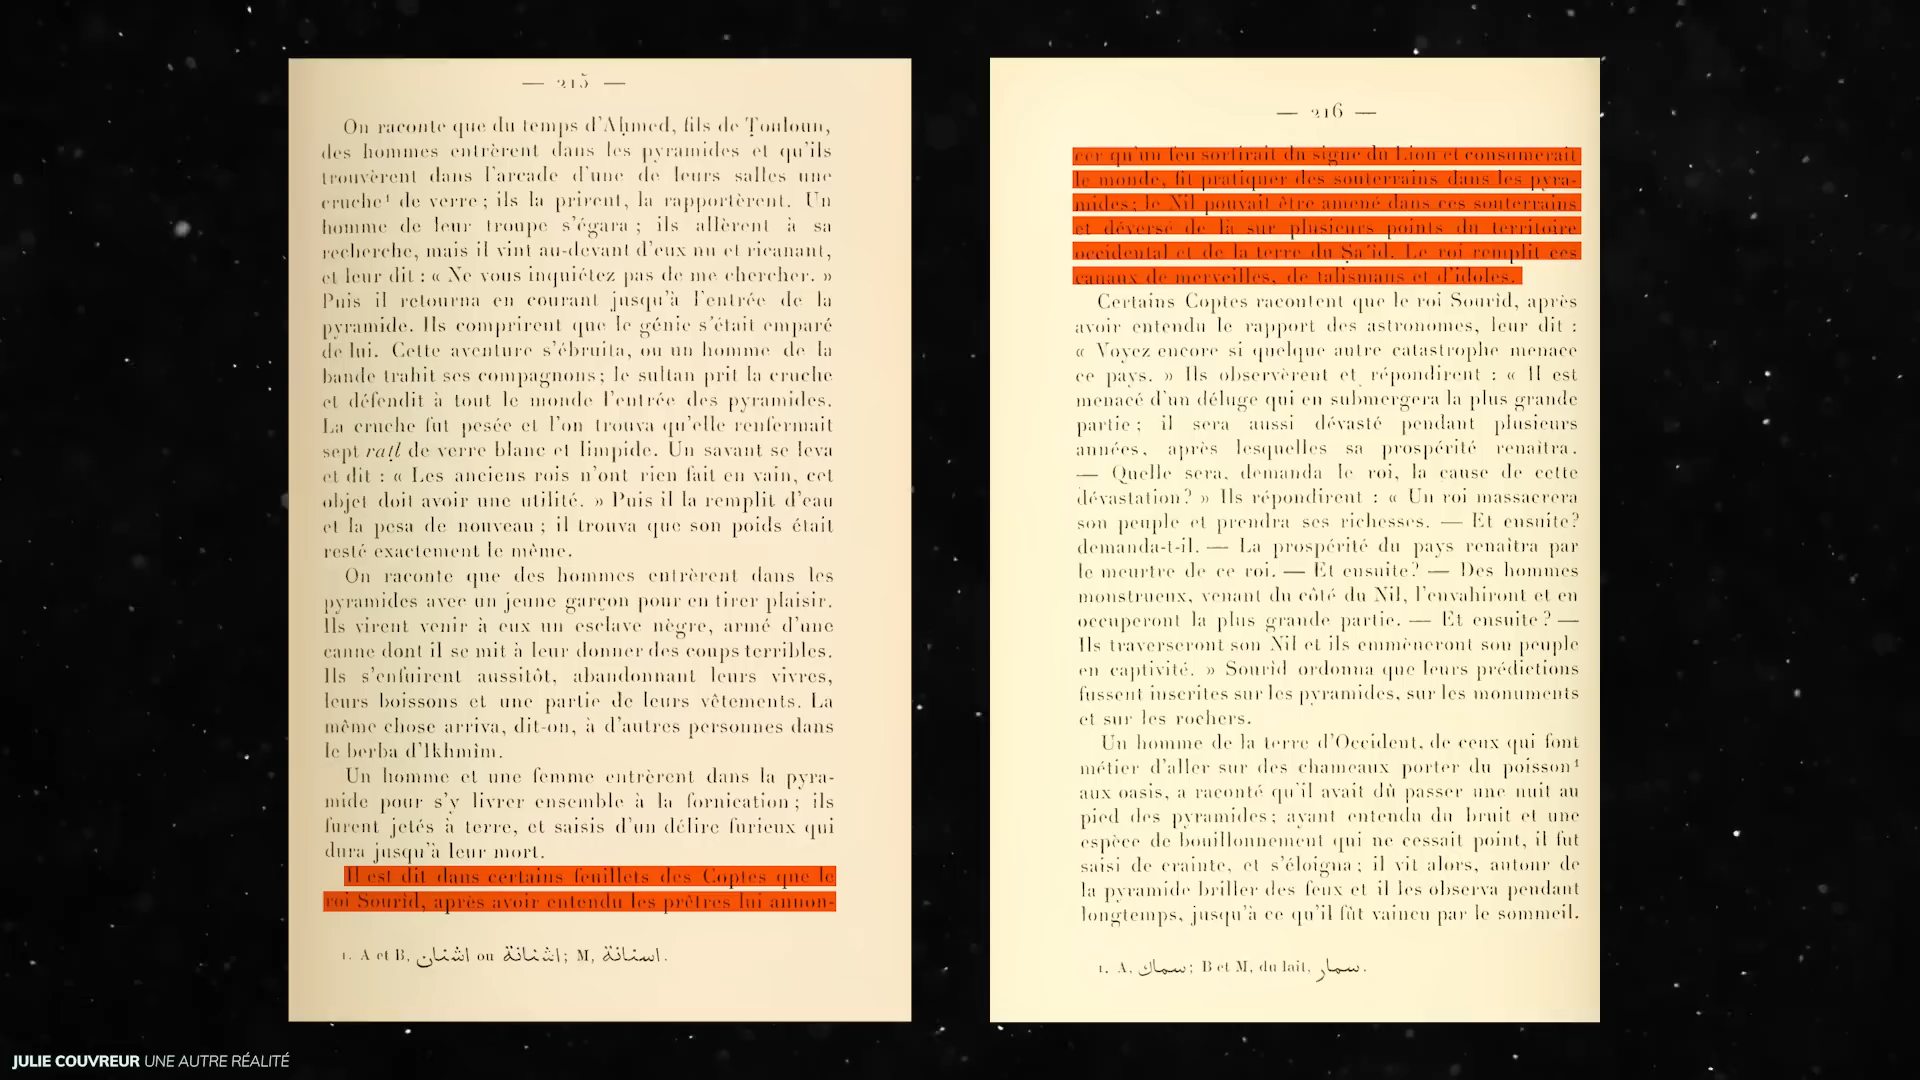 — 215 —
On raconte que du temps d'Aḥmed, fils de Ṭouloun,
des hommes entrèrent dans les pyramides et qu'ils
trouvèrent dans l'arcade d'une de leurs salles une
cruche¹ de verre ; ils la prirent, la rapportèrent. Un
homme de leur troupe s'égara ; ils allèrent à sa
recherche, mais il vint au-devant d'eux nu et ricanant,
et leur dit : « Ne vous inquiétez pas de me chercher. »
Puis il retourna en courant jusqu'à l'entrée de la
pyramide. Ils comprirent que le génie s'était emparé
de lui. Cette aventure s'ébruita, ou un homme de la
bande trahit ses compagnons ; le sultan prit la cruche
et défendit à tout le monde l'entrée des pyramides.
La cruche fut pesée et l'on trouva qu'elle renfermait
sept raṭl de verre blanc et limpide. Un savant se leva
et dit : « Les anciens rois n'ont rien fait en vain, cet
objet doit avoir une utilité. » Puis il la remplit d'eau
et la pesa de nouveau ; il trouva que son poids était
resté exactement le même.
On raconte que des hommes entrèrent dans les
pyramides avec un jeune garçon pour en tirer plaisir.
Ils virent venir à eux un esclave nègre, armé d'une
canne dont il se mit à leur donner des coups terribles.
Ils s'enfuirent aussitôt, abandonnant leurs vivres,
leurs boissons et une partie de leurs vêtements. La
même chose arriva, dit-on, à d'autres personnes dans
le berba d'Ikhmîm.
Un homme et une femme entrèrent dans la pyra-
mide pour s'y livrer ensemble à la fornication ; ils
furent jetés à terre, et saisis d'un délire furieux qui
dura jusqu'à leur mort.
Il est dit dans certains feuillets des Coptes que le
roi Sourîd, après avoir entendu les prêtres lui annon-
1. A et B, اشنان ou اشنانة; M, استانة.
— 216 —
cer qu'un feu sortirait du signe du Lion et consumerait
le monde, fit pratiquer des souterrains dans les pyra-
mides ; le Nil pouvait être amené dans ces souterrains
et déversé de là sur plusieurs points du territoire
occidental et de la terre du Sa'îd. Le roi remplit ces
canaux de merveilles, de talismans et d'idoles.
Certains Coptes racontent que le roi Sourîd, après
avoir entendu le rapport des astronomes, leur dit :
« Voyez encore si quelque autre catastrophe menace
ce pays. » Ils observèrent et répondirent : « Il est
menacé d'un déluge qui en submergera la plus grande
partie ; il sera aussi dévasté pendant plusieurs
années, après lesquelles sa prospérité renaîtra.
— Quelle sera, demanda le roi, la cause de cette
dévastation ? » Ils répondirent : « Un roi massacrera
son peuple et prendra ses richesses. — Et ensuite ?
demanda-t-il. — La prospérité du pays renaîtra par
le meurtre de ce roi. — Et ensuite ? — Des hommes
monstrueux, venant du côté du Nil, l'envahiront et en
occuperont la plus grande partie. — Et ensuite ? —
Ils traverseront son Nil et ils emmèneront son peuple
en captivité. » Sourîd ordonna que leurs prédictions
fussent inscrites sur les pyramides, sur les monuments
et sur les rochers.
Un homme de la terre d'Occident, de ceux qui font
métier d'aller sur des chameaux porter du poisson¹
aux oasis, a raconté qu'il avait dû passer une nuit au
pied des pyramides ; ayant entendu du bruit et une
espèce de bouillonnement qui ne cessait point, il fut
saisi de crainte, et s'éloigna ; il vit alors, autour de
la pyramide briller des feux et il les observa pendant
longtemps, jusqu'à ce qu'il fût vaincu par le sommeil.
1. A, سماك; B et M, du lait, سمار.
JULIE COUVREUR UNE AUTRE RÉALITÉ